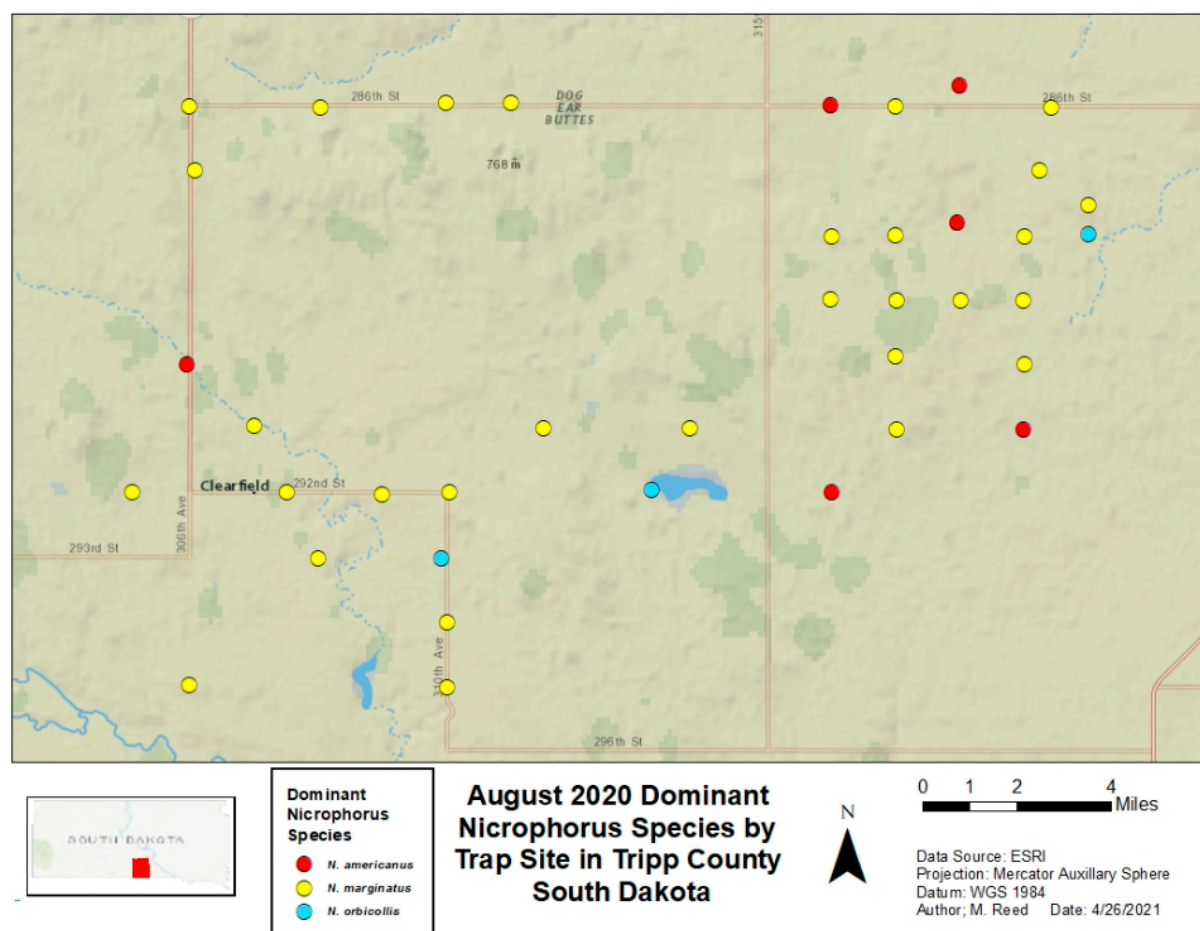 315t
286th St
DOG
EAR
BUTTES
286th St
768 m
Clearfield
292nd St
306th Ave
293rd St
310th Ave
296th St
SOUTH DAKOTA
Dominant
Nicrophorus
Species
N. americanus
N. marginatus
N. orbicollis
August 2020 Dominant
Nicrophorus Species by
Trap Site in Tripp County
South Dakota
N
0 1 2 4
Miles
Data Source: ESRI
Projection: Mercator Auxillary Sphere
Datum: WGS 1984
Author; M. Reed Date: 4/26/2021